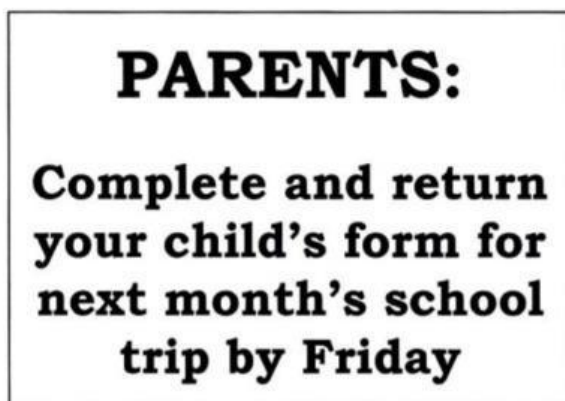 PARENTS:
Complete and return
your child's form for
next month's school
trip by Friday